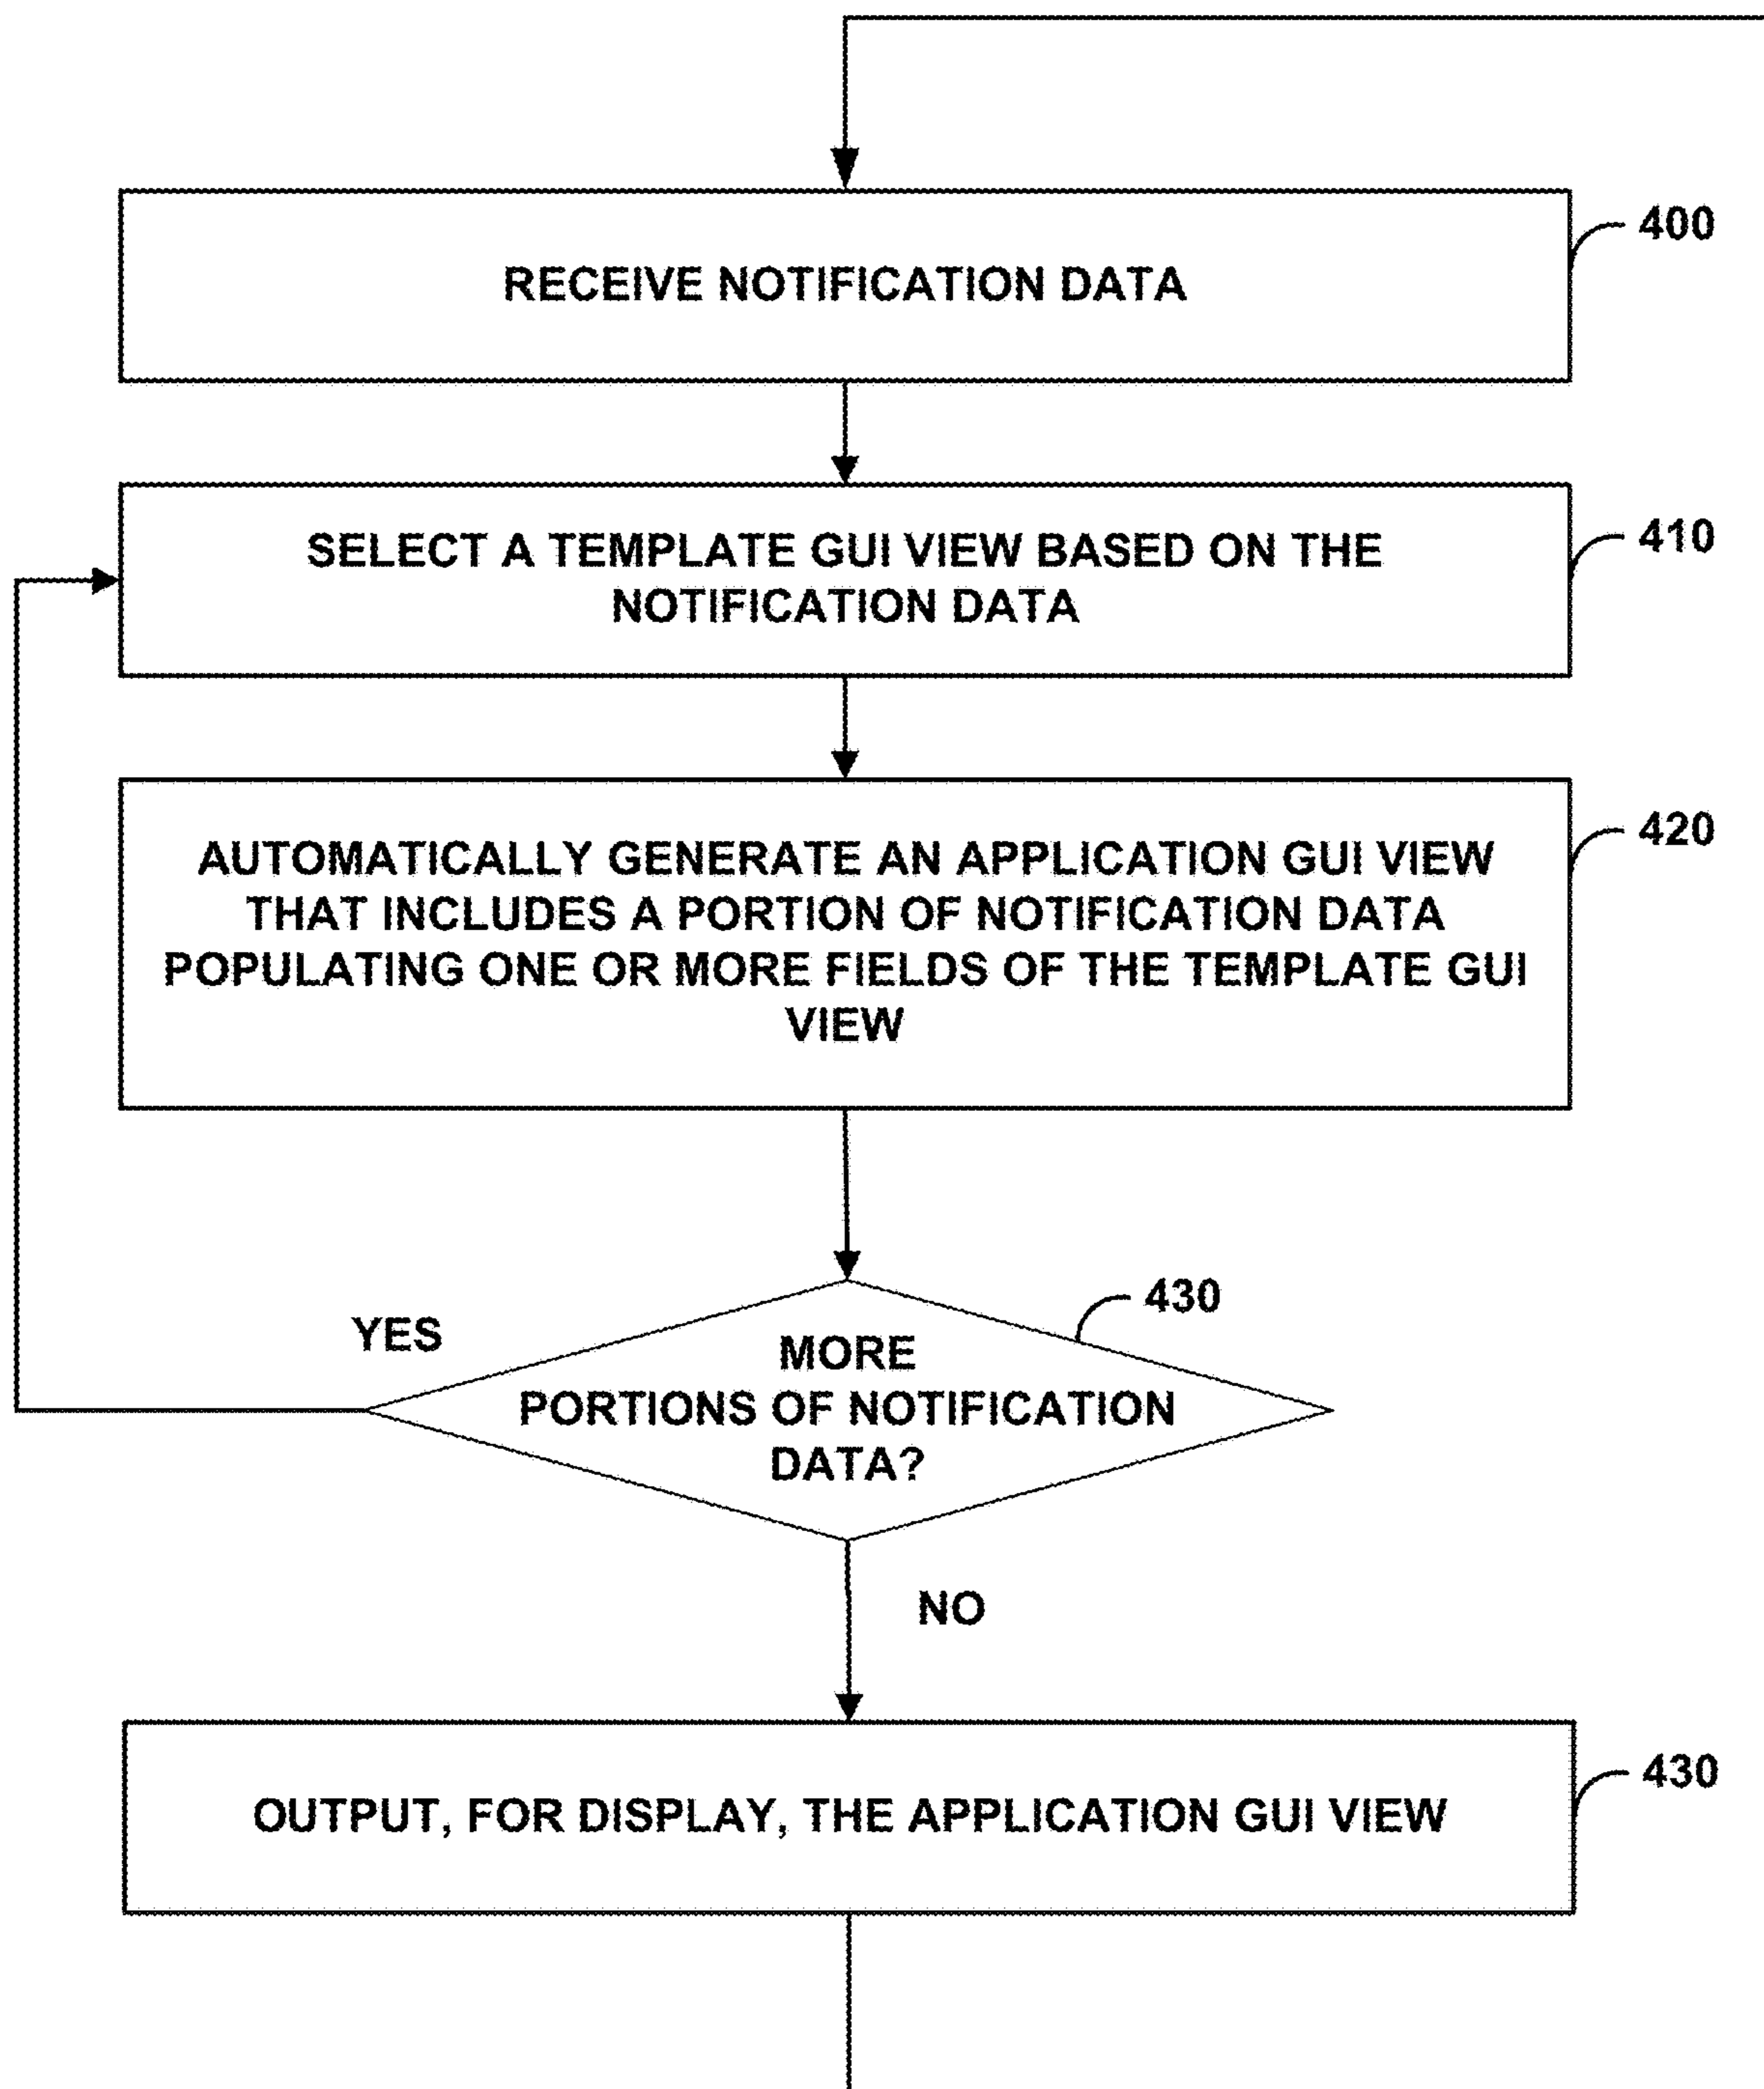 RECEIVE NOTIFICATION DATA
400
SELECT A TEMPLATE GUI VIEW BASED ON THE
NOTIFICATION DATA
410
AUTOMATICALLY GENERATE AN APPLICATION GUI VIEW
THAT INCLUDES A PORTION OF NOTIFICATION DATA
POPULATING ONE OR MORE FIELDS OF THE TEMPLATE GUI
VIEW
420
YES
MORE
PORTIONS OF NOTIFICATION
DATA?
430
NO
OUTPUT, FOR DISPLAY, THE APPLICATION GUI VIEW
430